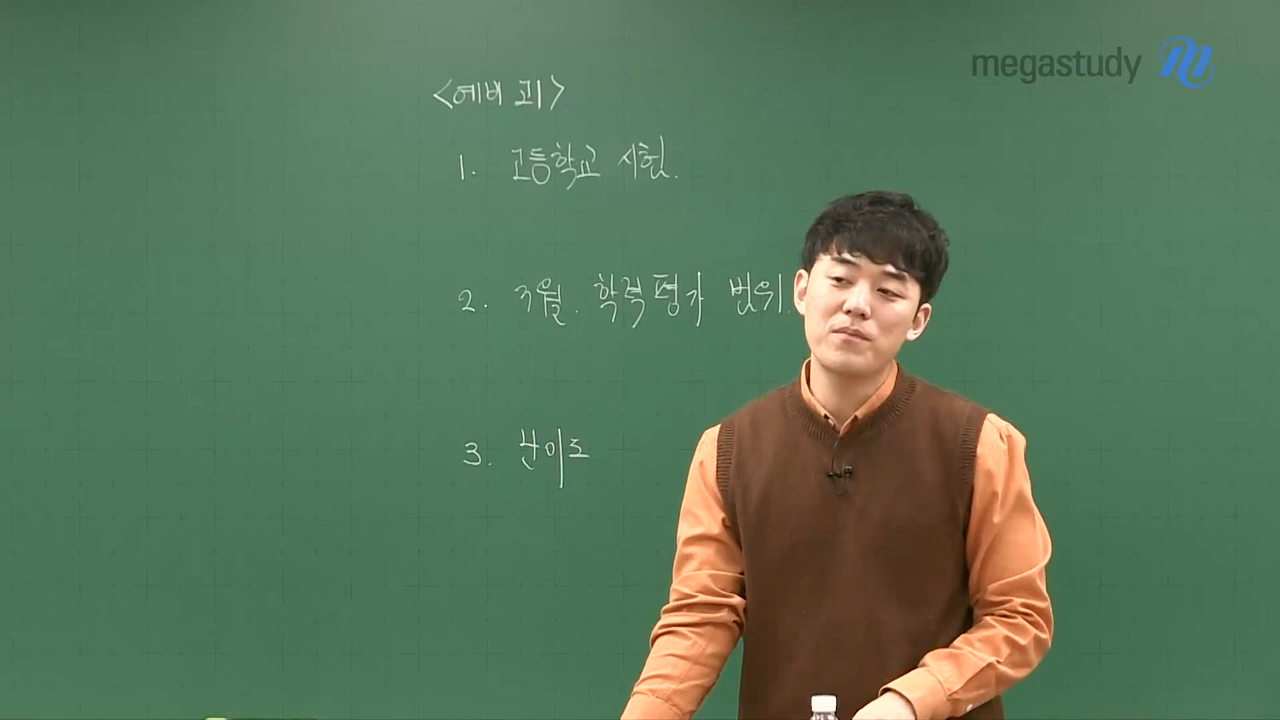 megastudy
<예비 고1>
1. 고등학교 시험.
2. 3월. 학력평가 범위.
3. 난이도